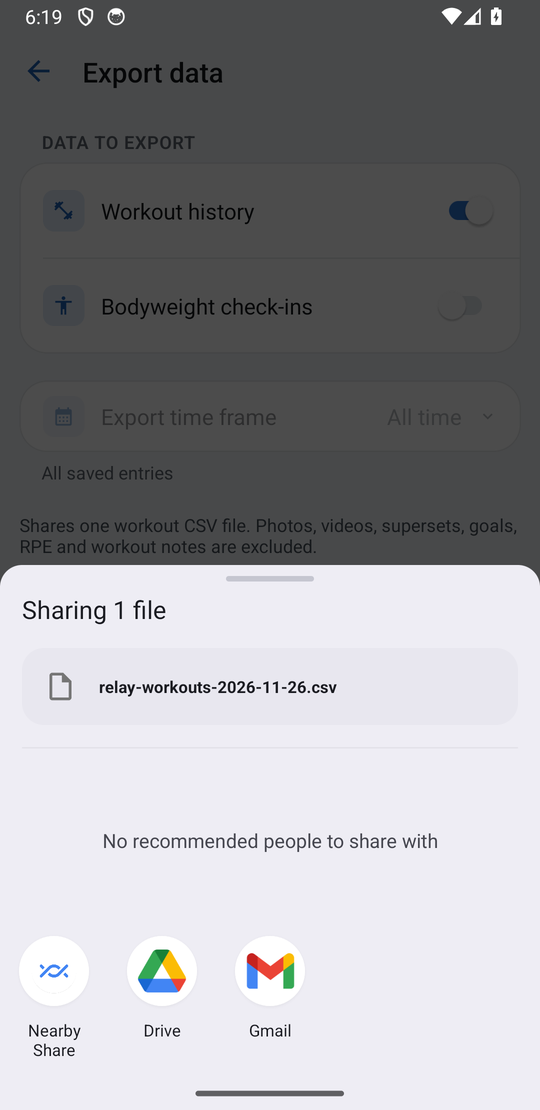 6:19
Export data
DATA TO EXPORT
Workout history
Bodyweight check-ins
Export time frame All time
All saved entries
Shares one workout CSV file. Photos, videos, supersets, goals,
RPE and workout notes are excluded.
Sharing 1 file
relay-workouts-2026-11-26.csv
No recommended people to share with
Nearby
Share
Drive
Gmail